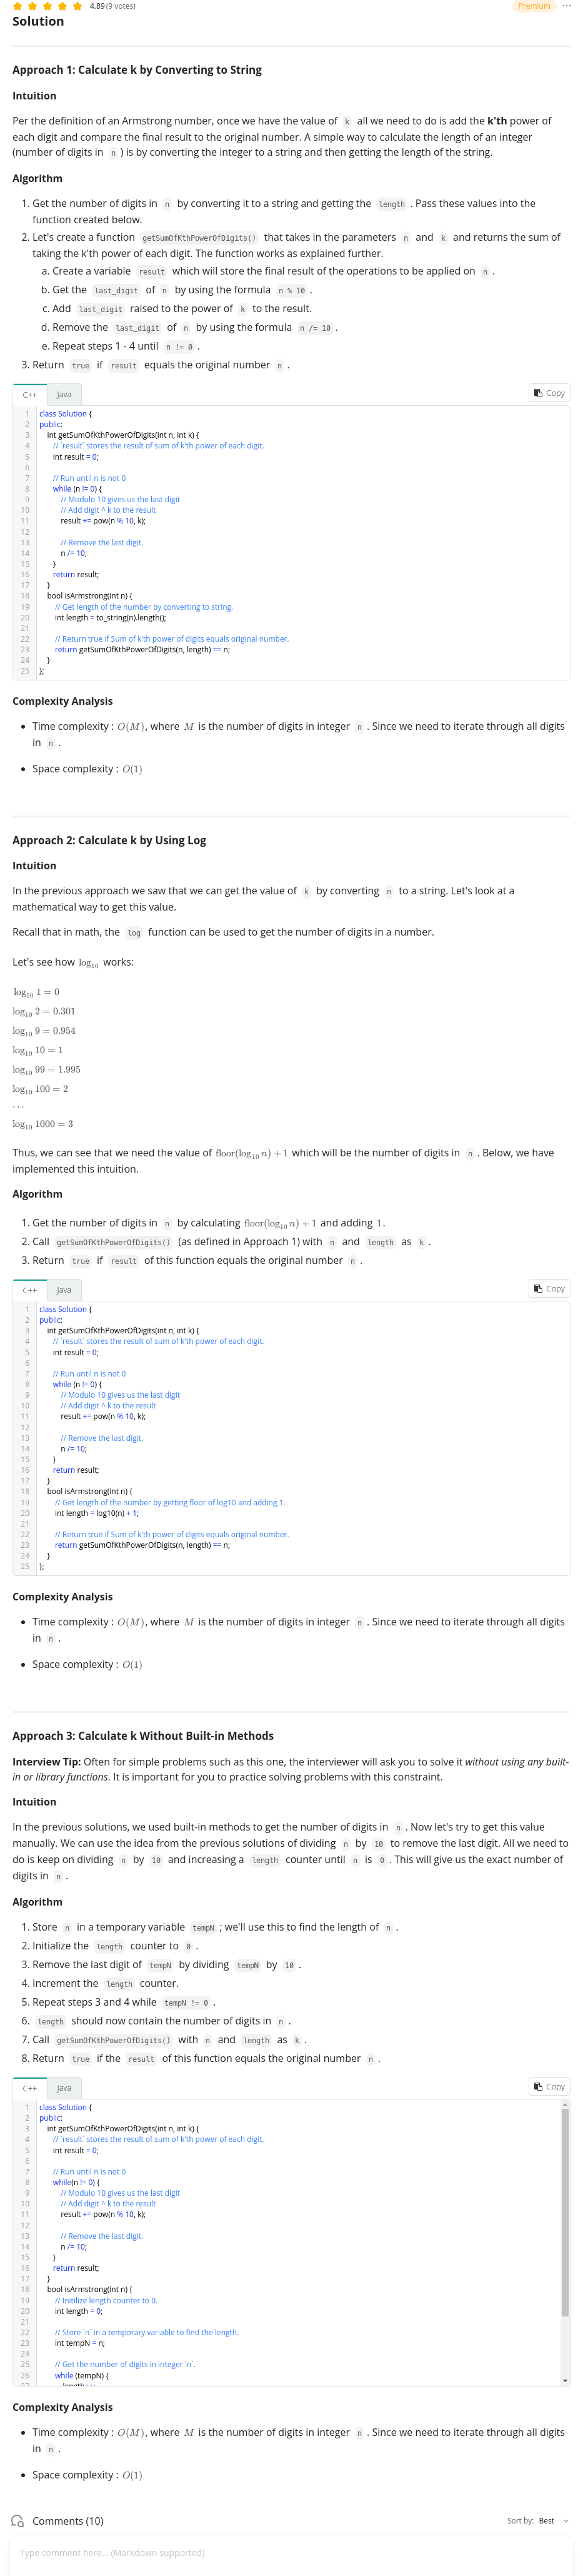 4.89 (9 votes)
Premium
Solution
Approach 1: Calculate k by Converting to String
Intuition
Per the definition of an Armstrong number, once we have the value of k all we need to do is add the k'th power of
each digit and compare the final result to the original number. A simple way to calculate the length of an integer
(number of digits in n ) is by converting the integer to a string and then getting the length of the string.
Algorithm
1. Get the number of digits in n by converting it to a string and getting the length . Pass these values into the
function created below.
2. Let's create a function getSumOfKthPowerOfDigits() that takes in the parameters n and k and returns the sum of
taking the k'th power of each digit. The function works as explained further.
a. Create a variable result which will store the final result of the operations to be applied on n .
b. Get the last_digit of n by using the formula n % 10 .
c. Add last_digit raised to the power of k to the result.
d. Remove the last_digit of n by using the formula n /= 10 .
e. Repeat steps 1 - 4 until n != 0 .
3. Return true if result equals the original number n .
C++ Java Copy
1 class Solution {
2 public:
3 int getSumOfKthPowerOfDigits(int n, int k) {
4 // `result` stores the result of sum of k'th power of each digit.
5 int result = 0;
6
7 // Run until n is not 0
8 while (n != 0) {
9 // Modulo 10 gives us the last digit
10 // Add digit ^ k to the result
11 result += pow(n % 10, k);
12
13 // Remove the last digit.
14 n /= 10;
15 }
16 return result;
17 }
18 bool isArmstrong(int n) {
19 // Get length of the number by converting to string.
20 int length = to_string(n).length();
21
22 // Return true if Sum of k'th power of digits equals original number.
23 return getSumOfKthPowerOfDigits(n, length) == n;
24 }
25 };
Complexity Analysis
• Time complexity : O(M), where M is the number of digits in integer n . Since we need to iterate through all digits
in n .
• Space complexity : O(1)
Approach 2: Calculate k by Using Log
Intuition
In the previous approach we saw that we can get the value of k by converting n to a string. Let's look at a
mathematical way to get this value.
Recall that in math, the log function can be used to get the number of digits in a number.
Let's see how log₁₀ works:
log₁₀ 1 = 0
log₁₀ 2 = 0.301
log₁₀ 9 = 0.954
log₁₀ 10 = 1
log₁₀ 99 = 1.995
log₁₀ 100 = 2
...
log₁₀ 1000 = 3
Thus, we can see that we need the value of floor(log₁₀ n) + 1 which will be the number of digits in n . Below, we have
implemented this intuition.
Algorithm
1. Get the number of digits in n by calculating floor(log₁₀ n) + 1 and adding 1.
2. Call getSumOfKthPowerOfDigits() (as defined in Approach 1) with n and length as k .
3. Return true if result of this function equals the original number n .
C++ Java Copy
1 class Solution {
2 public:
3 int getSumOfKthPowerOfDigits(int n, int k) {
4 // `result` stores the result of sum of k'th power of each digit.
5 int result = 0;
6
7 // Run until n is not 0
8 while (n != 0) {
9 // Modulo 10 gives us the last digit
10 // Add digit ^ k to the result
11 result += pow(n % 10, k);
12
13 // Remove the last digit.
14 n /= 10;
15 }
16 return result;
17 }
18 bool isArmstrong(int n) {
19 // Get length of the number by getting floor of log10 and adding 1.
20 int length = log10(n) + 1;
21
22 // Return true if Sum of k'th power of digits equals original number.
23 return getSumOfKthPowerOfDigits(n, length) == n;
24 }
25 };
Complexity Analysis
• Time complexity : O(M), where M is the number of digits in integer n . Since we need to iterate through all digits
in n .
• Space complexity : O(1)
Approach 3: Calculate k Without Built-in Methods
Interview Tip: Often for simple problems such as this one, the interviewer will ask you to solve it without using any built-
in or library functions. It is important for you to practice solving problems with this constraint.
Intuition
In the previous solutions, we used built-in methods to get the number of digits in n . Now let's try to get this value
manually. We can use the idea from the previous solutions of dividing n by 10 to remove the last digit. All we need to
do is keep on dividing n by 10 and increasing a length counter until n is 0 . This will give us the exact number of
digits in n .
Algorithm
1. Store n in a temporary variable tempN ; we'll use this to find the length of n .
2. Initialize the length counter to 0 .
3. Remove the last digit of tempN by dividing tempN by 10 .
4. Increment the length counter.
5. Repeat steps 3 and 4 while tempN != 0 .
6. length should now contain the number of digits in n .
7. Call getSumOfKthPowerOfDigits() with n and length as k .
8. Return true if the result of this function equals the original number n .
C++ Java Copy
1 class Solution {
2 public:
3 int getSumOfKthPowerOfDigits(int n, int k) {
4 // `result` stores the result of sum of k'th power of each digit.
5 int result = 0;
6
7 // Run until n is not 0
8 while(n != 0) {
9 // Modulo 10 gives us the last digit
10 // Add digit ^ k to the result
11 result += pow(n % 10, k);
12
13 // Remove the last digit.
14 n /= 10;
15 }
16 return result;
17 }
18 bool isArmstrong(int n) {
19 // Initilize length counter to 0.
20 int length = 0;
21
22 // Store `n` in a temporary variable to find the length.
23 int tempN = n;
24
25 // Get the number of digits in integer `n`.
26 while (tempN) {
Complexity Analysis
• Time complexity : O(M), where M is the number of digits in integer n . Since we need to iterate through all digits
in n .
• Space complexity : O(1)
Comments (10)
Sort by: Best
Type comment here... (Markdown supported)